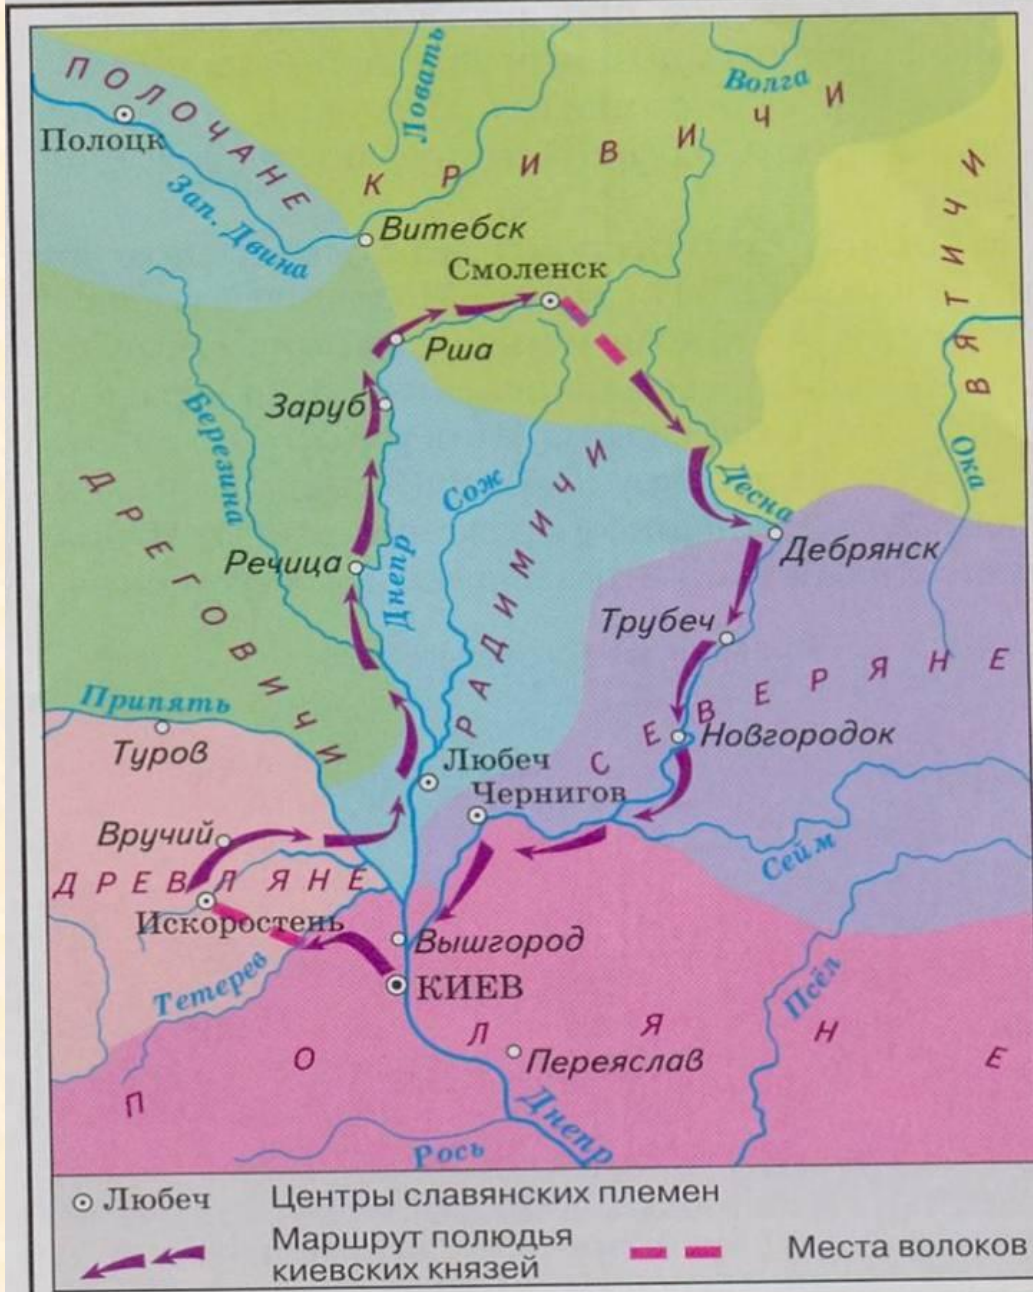 ПОЛОЧАНЕ
Полоцк
Ловать
Волга
КРИВИЧИ
Зап. Двина
Витебск
Смоленск
ВЯТИЧИ
Рша
Заруб
Березина
Сож
Десна
Ока
ДРЕГОВИЧИ
Речица
Днепр
РАДИМИЧИ
Дебрянск
Трубеч
СЕВЕРЯНЕ
Припять
Туров
Новгородок
Любеч
Чернигов
Вручий
Сейм
ДРЕВЛЯНЕ
Искоростень
Вышгород
Тетерев
КИЕВ
Псёл
ПОЛЯНЕ
Переяслав
Днепр
Рось
Любеч
Центры славянских племен
Маршрут полюдья
киевских князей
Места волоков